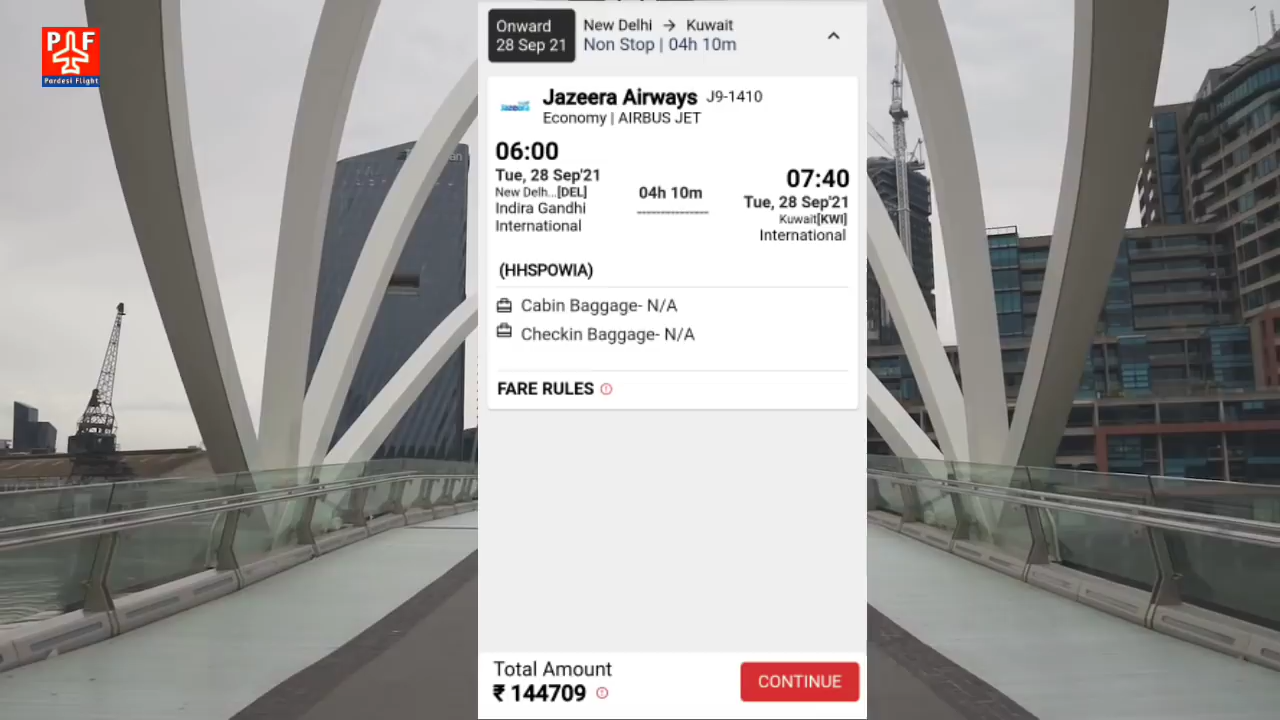 P F
Pardesi Flight
Onward
28 Sep 21
New Delhi → Kuwait
Non Stop | 04h 10m
Jazeera Airways J9-1410
Economy | AIRBUS JET
06:00
Tue, 28 Sep'21
New Delh...[DEL]
Indira Gandhi
International
04h 10m
---------------
07:40
Tue, 28 Sep'21
Kuwait[KWI]
International
(HHSPOWIA)
Cabin Baggage- N/A
Checkin Baggage- N/A
FARE RULES
Total Amount
₹ 144709
CONTINUE